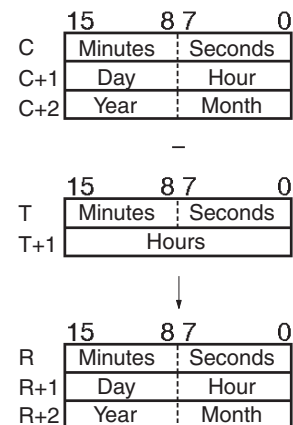 15 8 7 0
C Minutes Seconds
C+1 Day Hour
C+2 Year Month
–
15 8 7 0
T Minutes Seconds
T+1 Hours
15 8 7 0
R Minutes Seconds
R+1 Day Hour
R+2 Year Month